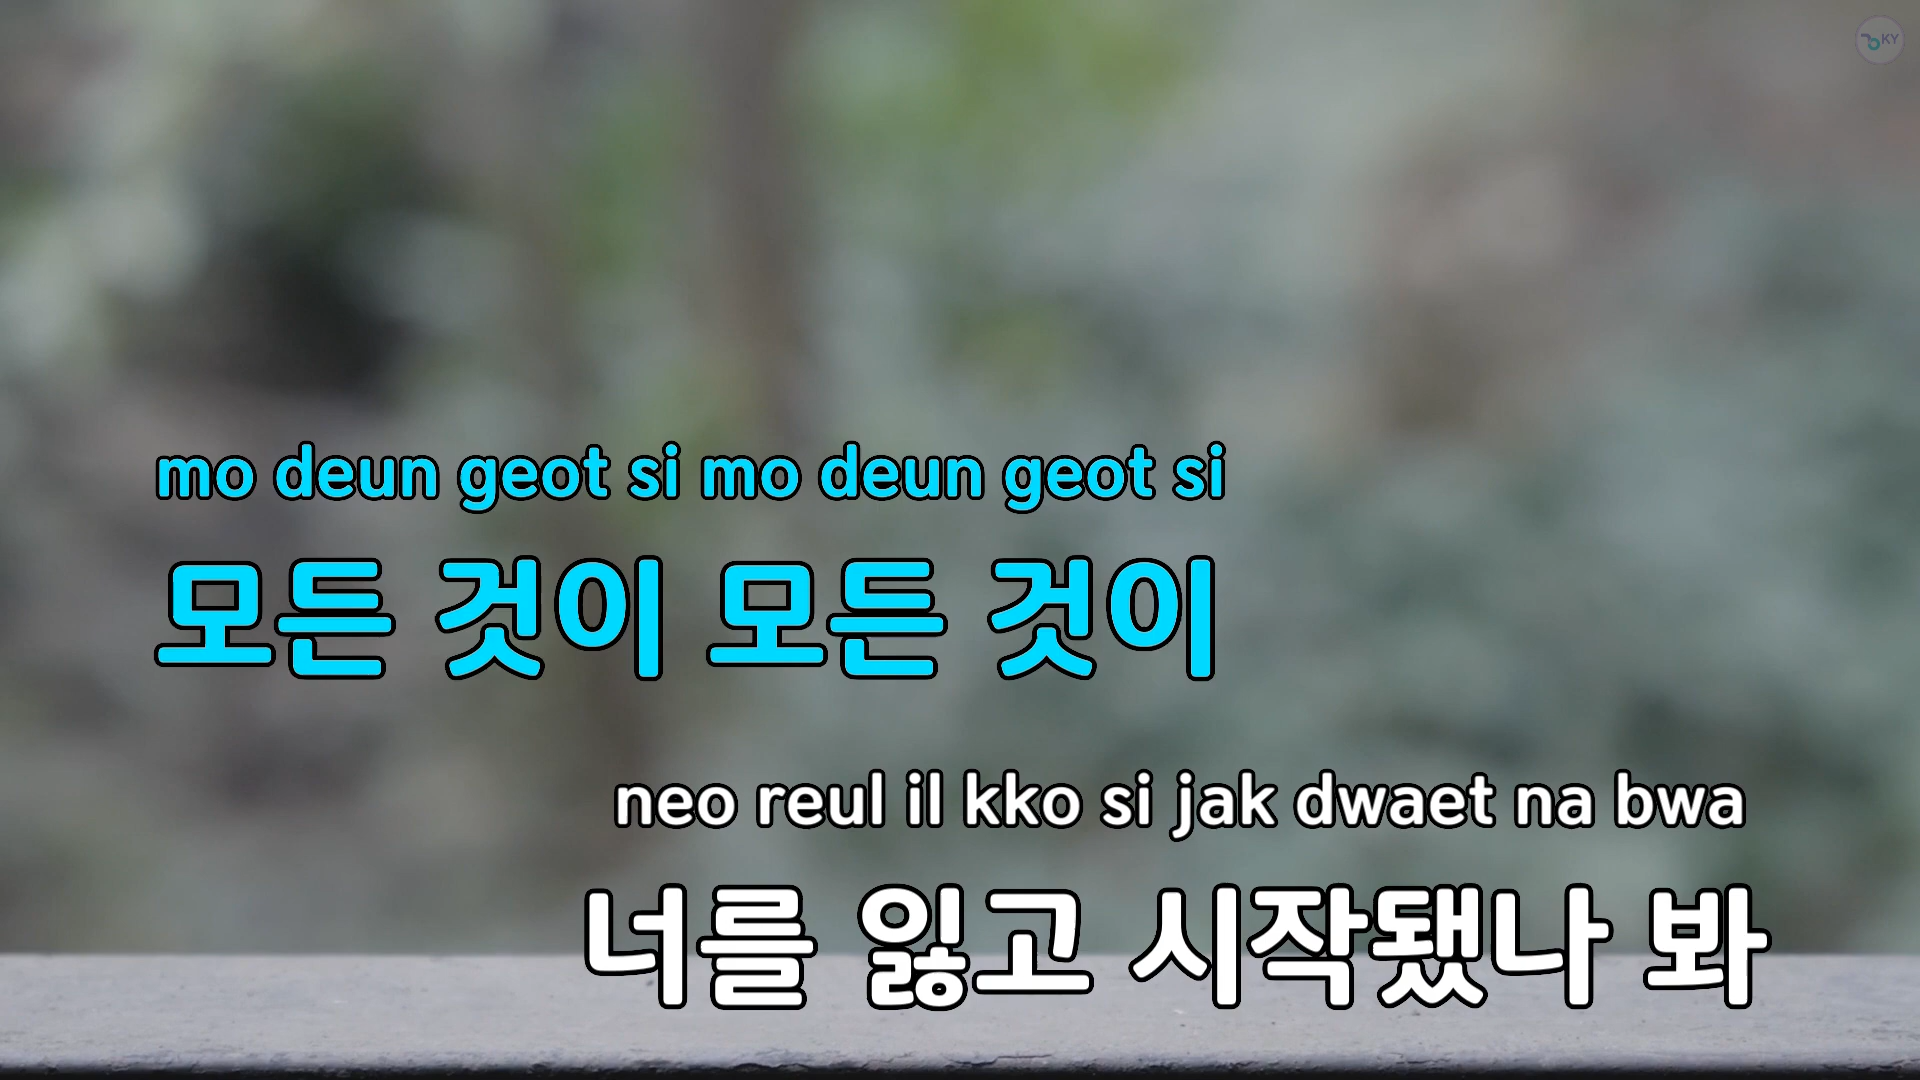 KY
mo deun geot si mo deun geot si
모든 것이 모든 것이
neo reul il kko si jak dwaet na bwa
너를 잃고 시작됐나 봐